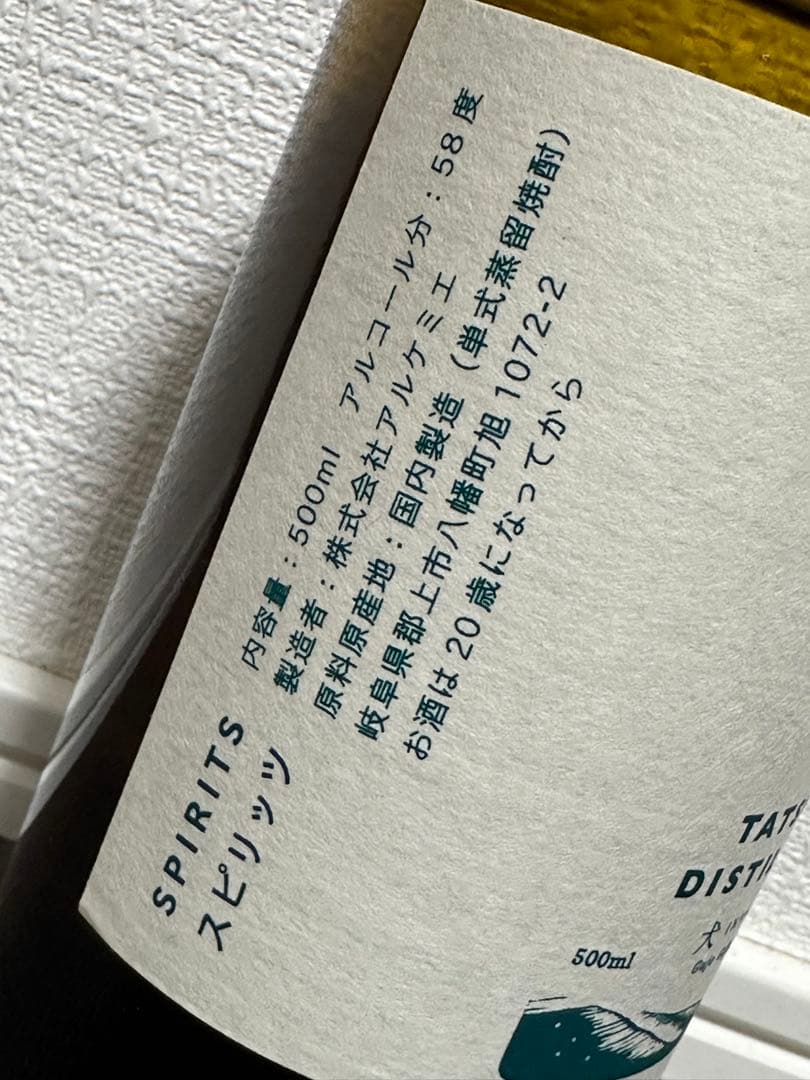 SPIRITS
スピリッツ
内容量：500ml　アルコール分：58度
製造者：株式会社アルケミエ
原料原産地：国内製造（単式蒸留焼酎）
岐阜県郡上市八幡町旭 1072-2
お酒は20歳になってから
500ml